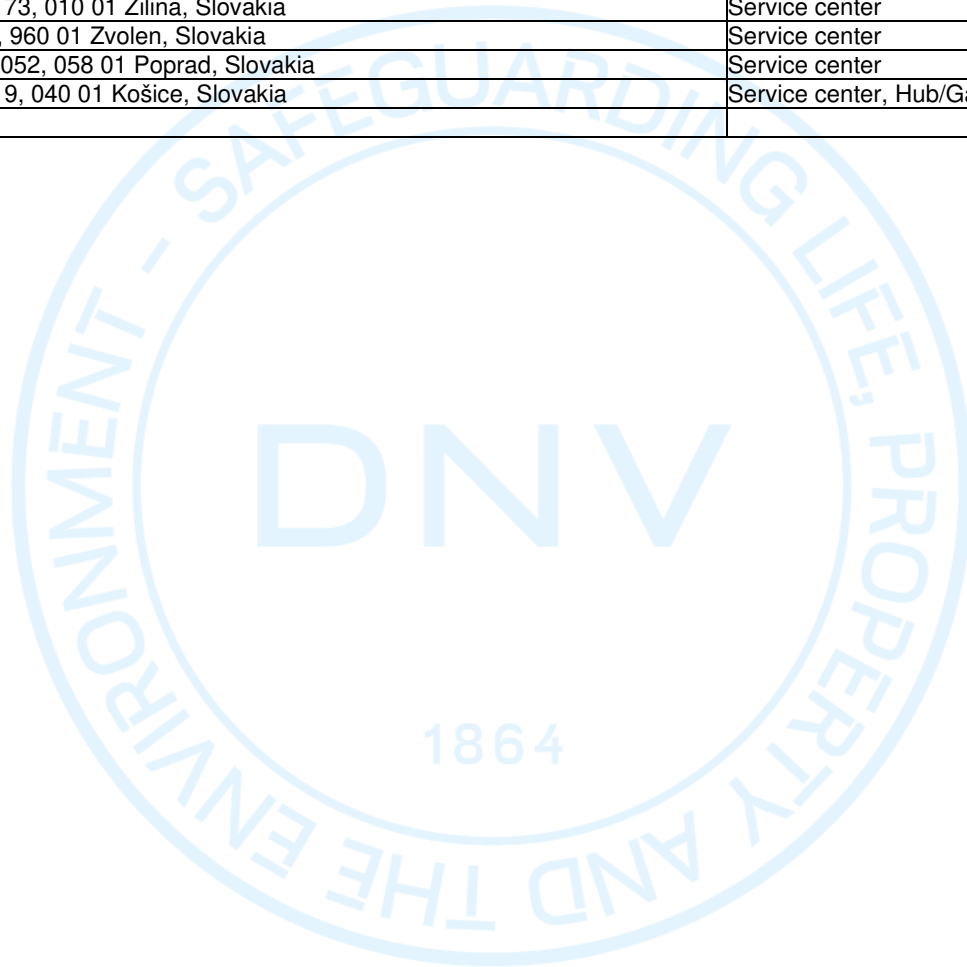 73, 010 01 Žilina, Slovakia Service center
, 960 01 Zvolen, Slovakia Service center
052, 058 01 Poprad, Slovakia Service center
9, 040 01 Košice, Slovakia Service center, Hub/Ga
SAFEGUARDING LIFE, PROPERTY AND THE ENVIRONMENT -
DNV
1864